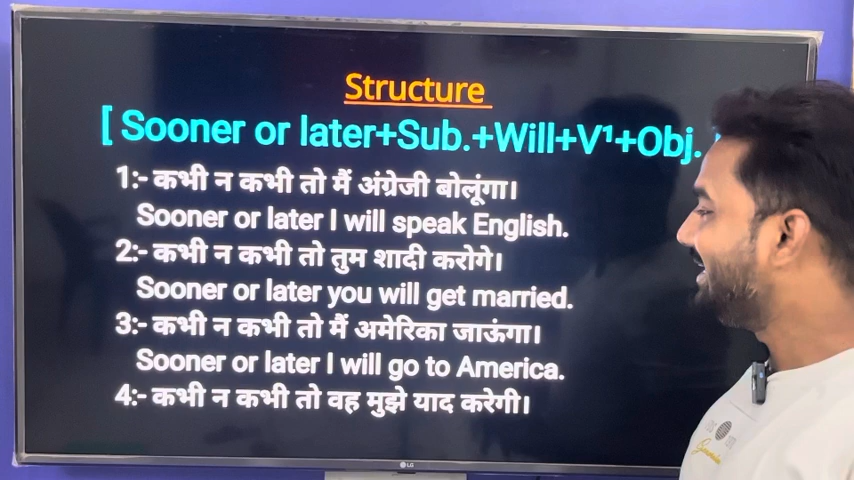 Structure
[ Sooner or later+Sub.+Will+V¹+Obj.
1:- कभी न कभी तो मैं अंग्रेजी बोलूंगा।
Sooner or later I will speak English.
2:- कभी न कभी तो तुम शादी करोगे।
Sooner or later you will get married.
3:- कभी न कभी तो मैं अमेरिका जाऊंगा।
Sooner or later I will go to America.
4:- कभी न कभी तो वह मुझे याद करेगी।
LG